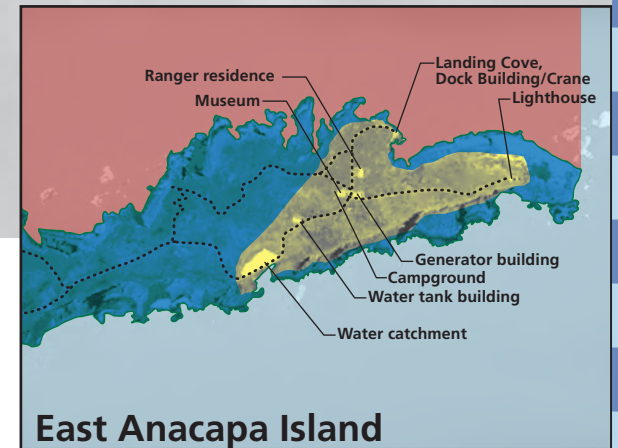 Landing Cove,
Dock Building/Crane
Ranger residence
Lighthouse
Museum
Generator building
Campground
Water tank building
Water catchment
East Anacapa Island